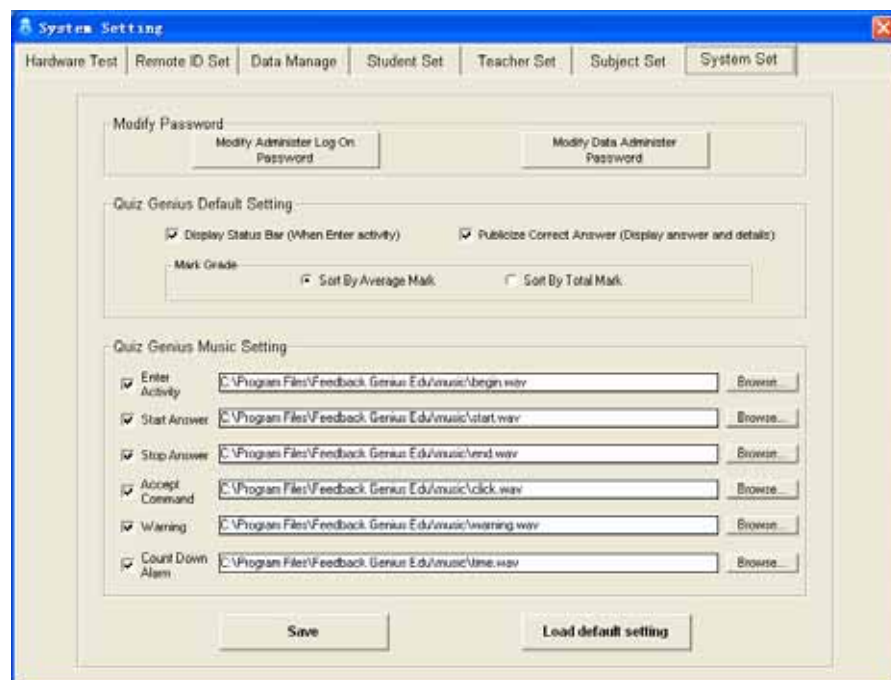 System Setting
Hardware Test Remote ID Set Data Manage Student Set Teacher Set Subject Set System Set
Modify Password
Modify Administer Log On Password
Modify Data Administer Password
Quiz Genius Default Setting
Display Status Bar (When Enter activity) Publicize Correct Answer (Display answer and details)
Mark Grade
Sort By Average Mark Sort By Total Mark
Quiz Genius Music Setting
Enter Activity C:\Program Files\Feedback Genius Edu\music\begin.wav Browse...
Start Answer C:\Program Files\Feedback Genius Edu\music\start.wav Browse...
Stop Answer C:\Program Files\Feedback Genius Edu\music\end.wav Browse...
Accept Command C:\Program Files\Feedback Genius Edu\music\click.wav Browse...
Warning C:\Program Files\Feedback Genius Edu\music\warning.wav Browse...
Count Down Alarm C:\Program Files\Feedback Genius Edu\music\time.wav Browse...
Save Load default setting